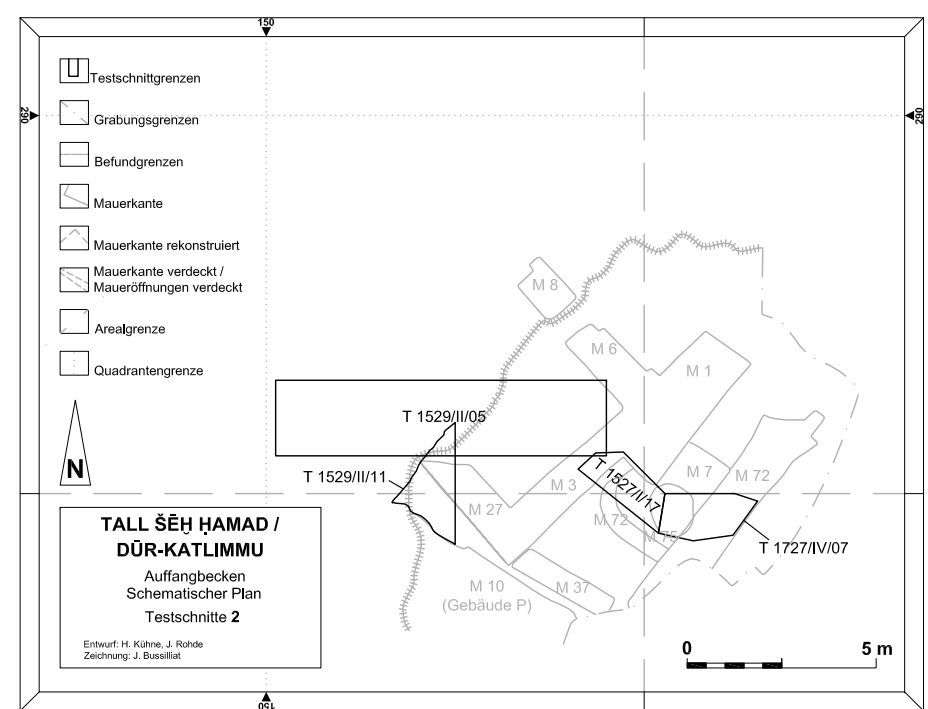 150
290
290
Testschnittgrenzen
Grabungsgrenzen
Befundgrenzen
Mauerkante
Mauerkante rekonstruiert
Mauerkante verdeckt /
Maueröffnungen verdeckt
Arealgrenze
Quadrantengrenze
N
M 8
M 6
M 1
T 1529/II/05
T 1529/II/11
M 3
M 7
M 72
T 1527/I/17
M 27
M 72
M 75
T 1727/IV/07
M 10
(Gebäude P)
M 37
TALL ŠĒḪ ḤAMAD /
DŪR-KATLIMMU
Auffangbecken
Schematischer Plan
Testschnitte 2
Entwurf: H. Kühne, J. Rohde
Zeichnung: J. Bussilliat
0 5 m
150